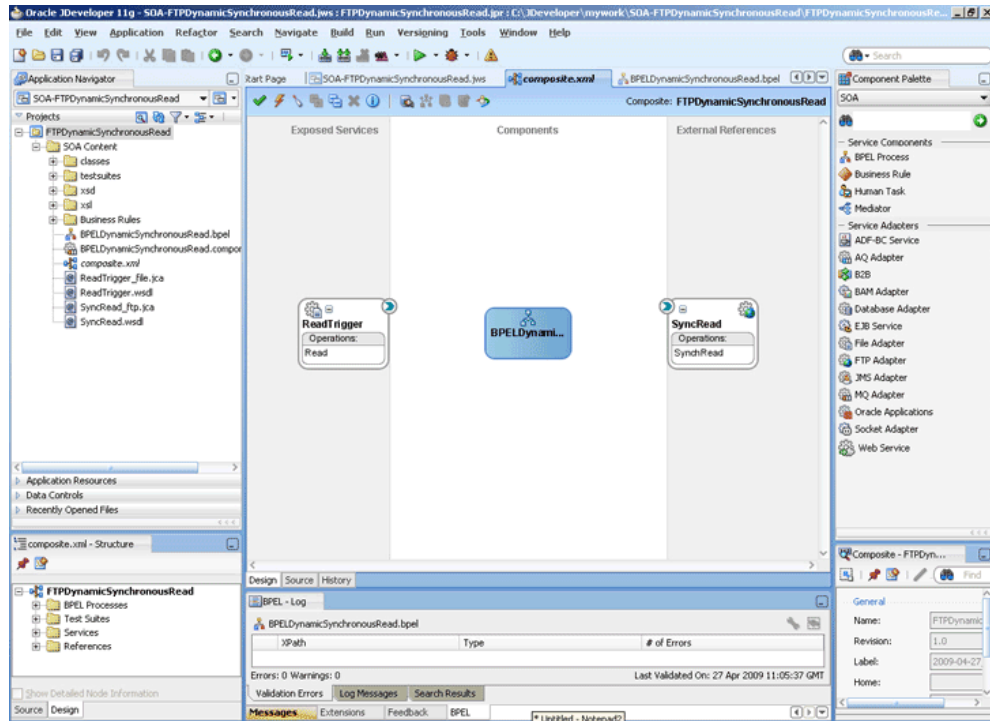 Oracle JDeveloper 11g - SOA-FTPDynamicSynchronousRead.jws : FTPDynamicSynchronousRead.jpr : C:\JDeveloper\mywork\SOA-FTPDynamicSynchronousRead\FTPDynamicSynchronousRe...
File Edit View Application Refactor Search Navigate Build Run Versioning Tools Window Help
Search
Application Navigator
SOA-FTPDynamicSynchronousRead
Projects
FTPDynamicSynchronousRead
SOA Content
classes
testsuites
xsd
xsl
Business Rules
BPELDynamicSynchronousRead.bpel
BPELDynamicSynchronousRead.compor
composite.xml
ReadTrigger_file.jca
ReadTrigger.wsdl
SyncRead_ftp.jca
SyncRead.wsdl
Application Resources
Data Controls
Recently Opened Files
composite.xml - Structure
FTPDynamicSynchronousRead
BPEL Processes
Test Suites
Services
References
Show Detailed Node Information
Source Design
tart Page SOA-FTPDynamicSynchronousRead.jws composite.xml BPELDynamicSynchronousRead.bpel
Composite: FTPDynamicSynchronousRead
Exposed Services Components External References
ReadTrigger
Operations:
Read
BPELDynami...
SyncRead
Operations:
SynchRead
Design Source History
BPEL - Log
BPELDynamicSynchronousRead.bpel
XPath Type # of Errors
Errors: 0 Warnings: 0 Last Validated On: 27 Apr 2009 11:05:37 GMT
Validation Errors Log Messages Search Results
Messages Extensions Feedback BPEL
* Untitled - Notepad2
Component Palette
SOA
Service Components
BPEL Process
Business Rule
Human Task
Mediator
Service Adapters
ADF-BC Service
AQ Adapter
B2B
BAM Adapter
Database Adapter
EJB Service
File Adapter
FTP Adapter
JMS Adapter
MQ Adapter
Oracle Applications
Socket Adapter
Web Service
Composite - FTPDyn...
Find
General
Name: FTPDynamic
Revision: 1.0
Label: 2009-04-27
Home: